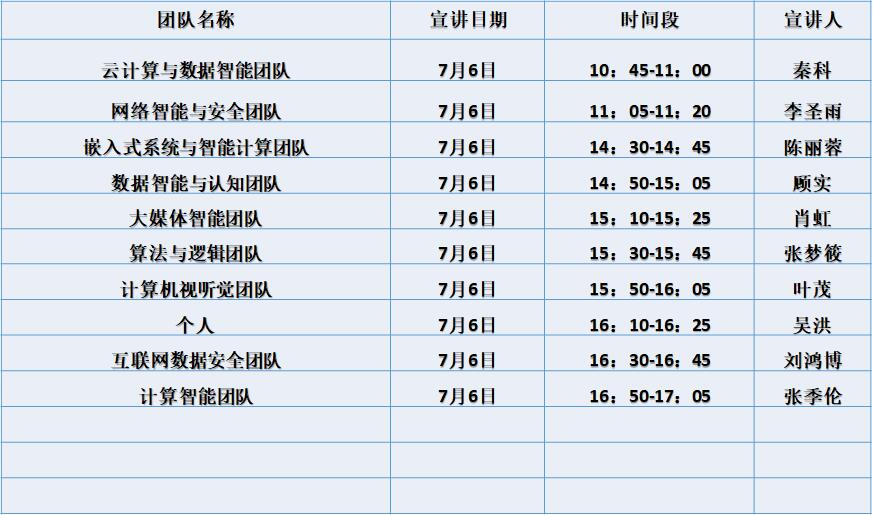 团队名称 宣讲日期 时间段 宣讲人
云计算与数据智能团队 7月6日 10：45-11：00 秦科
网络智能与安全团队 7月6日 11：05-11：20 李圣雨
嵌入式系统与智能计算团队 7月6日 14：30-14：45 陈丽蓉
数据智能与认知团队 7月6日 14：50-15：05 顾实
大媒体智能团队 7月6日 15：10-15：25 肖虹
算法与逻辑团队 7月6日 15：30-15：45 张梦筱
计算机视听觉团队 7月6日 15：50-16：05 叶茂
个人 7月6日 16：10-16：25 吴洪
互联网数据安全团队 7月6日 16：30-16：45 刘鸿博
计算智能团队 7月6日 16：50-17：05 张季伦